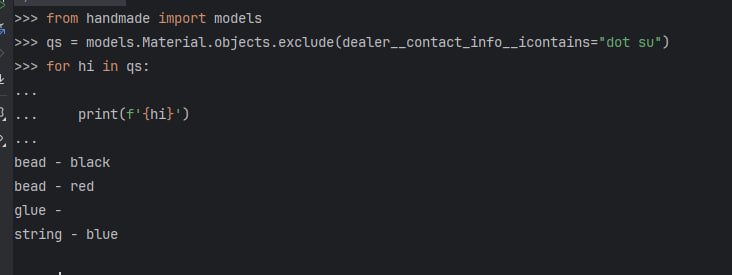 >>> from handmade import models
>>> qs = models.Material.objects.exclude(dealer__contact_info__icontains="dot su")
>>> for hi in qs:
...
...     print(f'{hi}')
...
bead - black
bead - red
glue -
string - blue